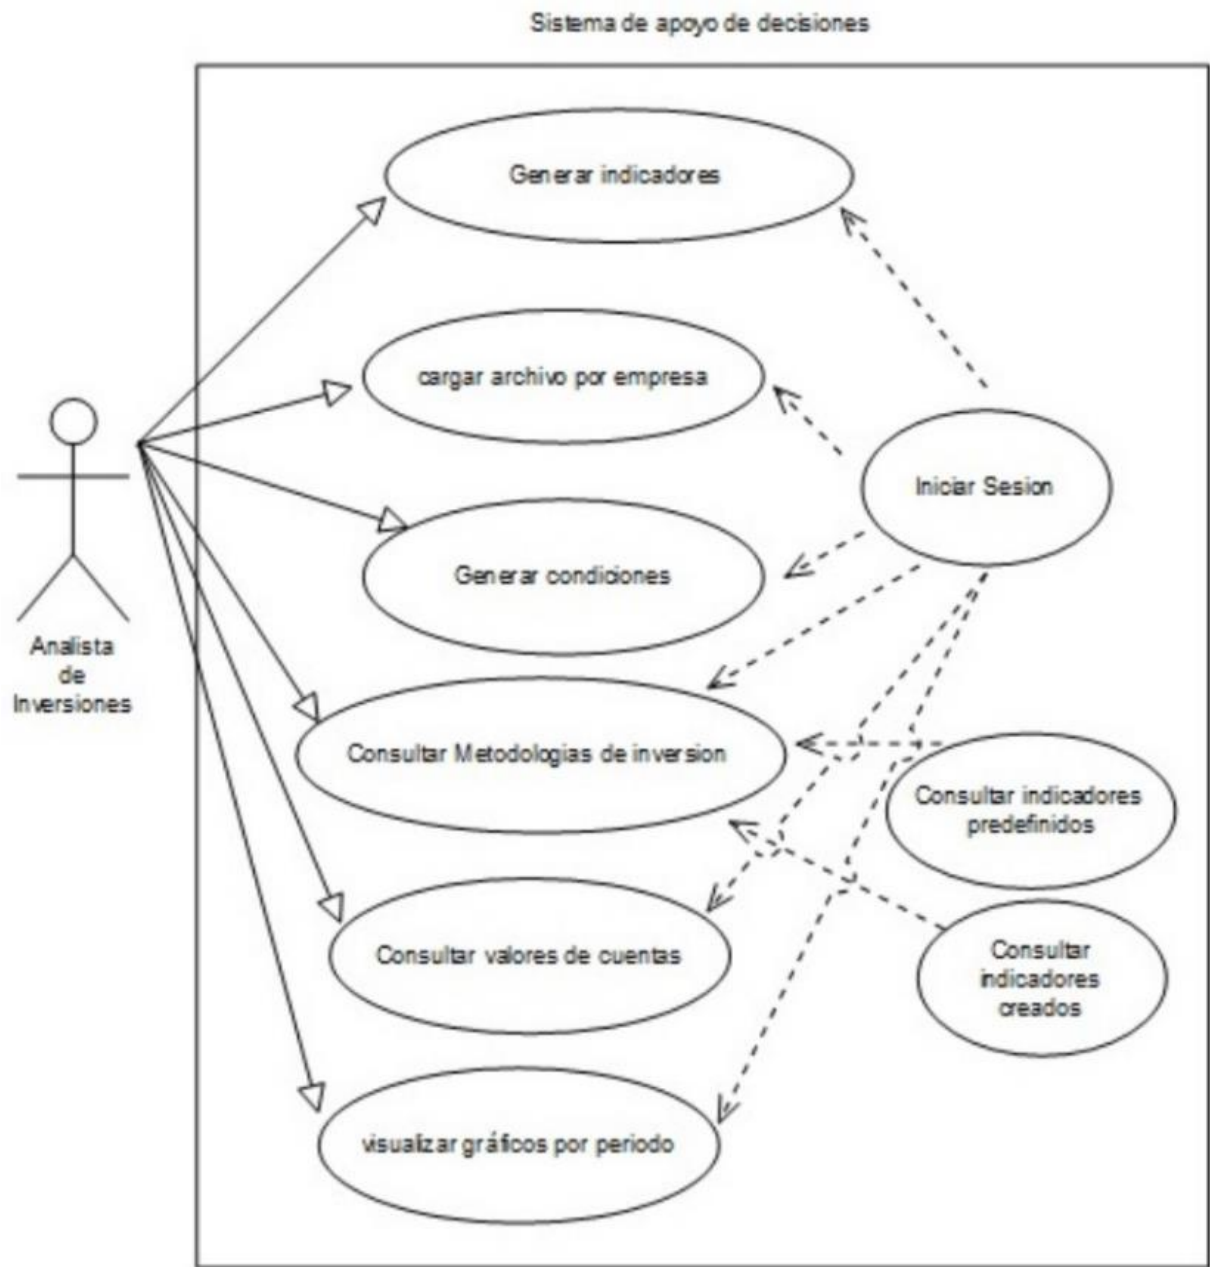 Sistema de apoyo de decisiones
Generar indicadores
cargar archivo por empresa
Iniciar Sesion
Generar condiciones
Analista
de
Inversiones
Consultar Metodologias de inversion
Consultar indicadores
predefinidos
Consultar valores de cuentas
Consultar
indicadores
creados
visualizar gráficos por periodo